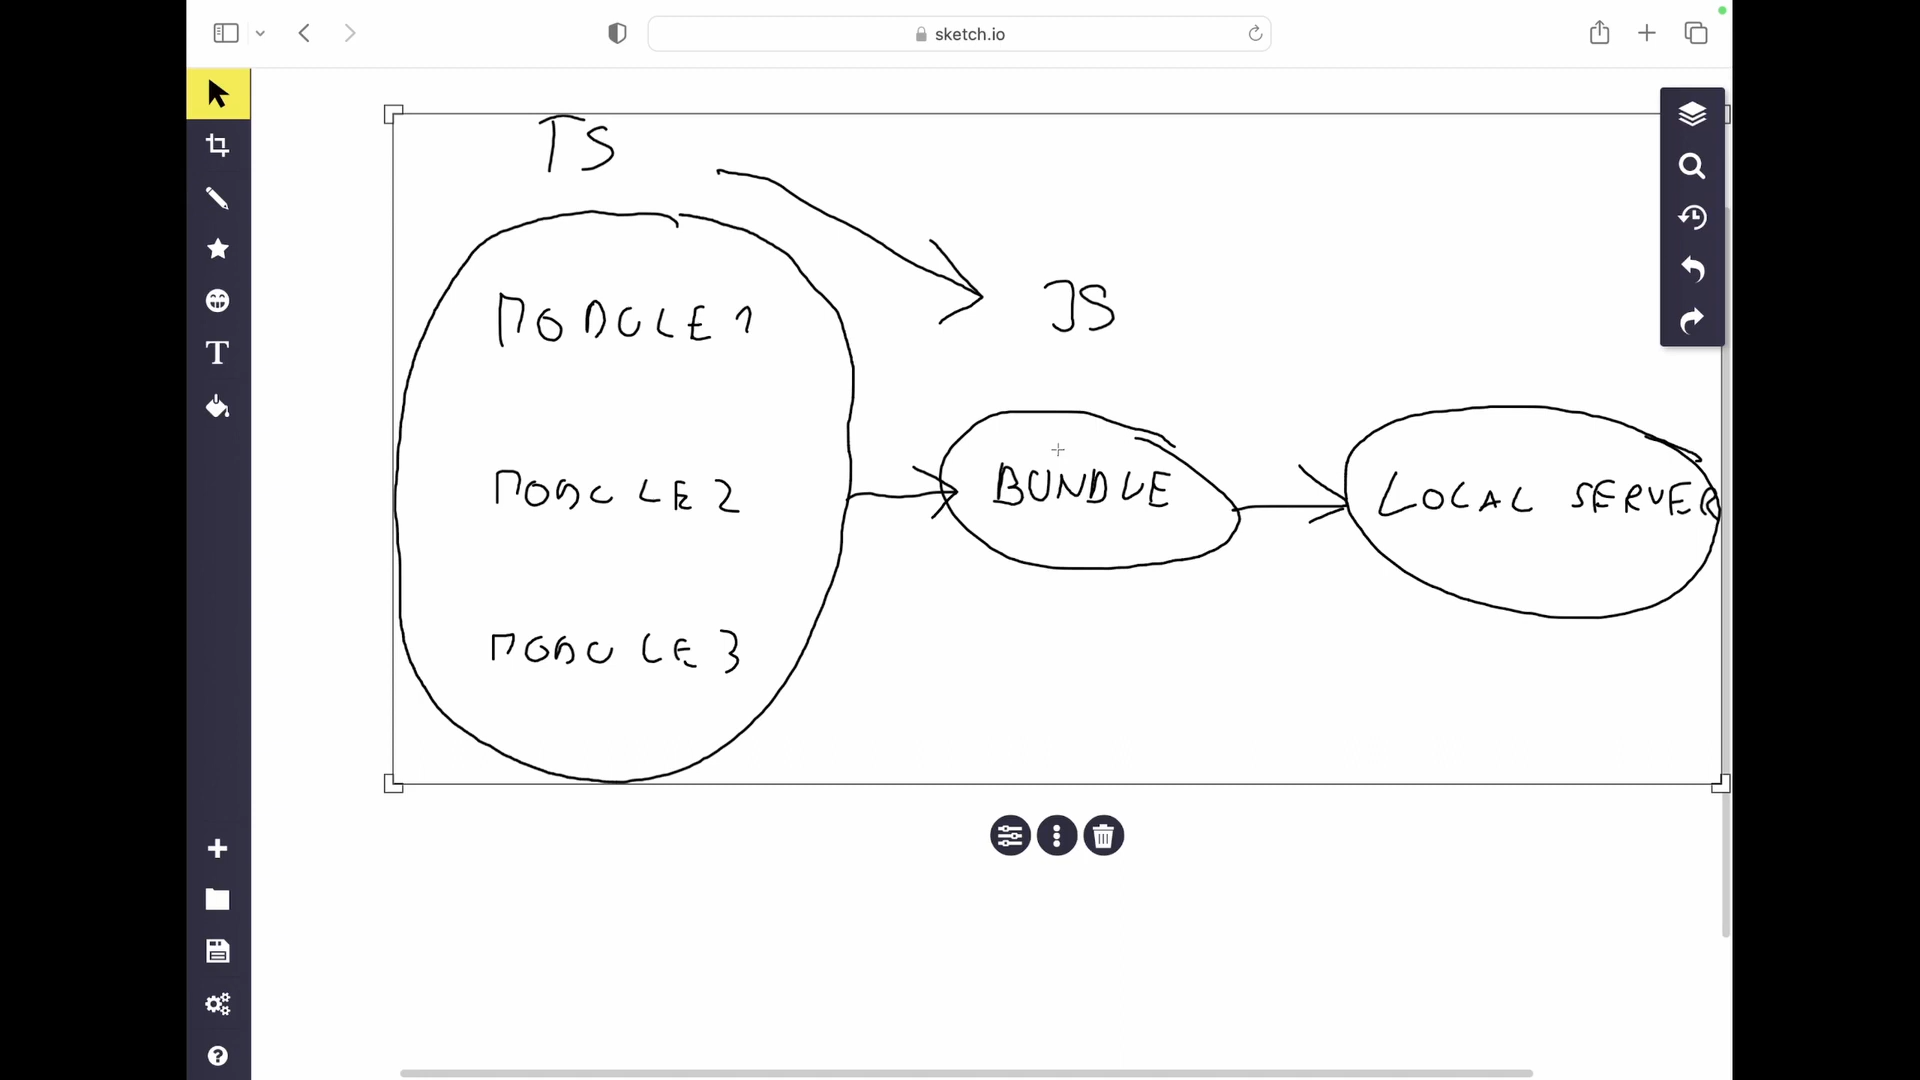 sketch.io
TS
JS
MODULE 1
MODULE 2
MODULE 3
BUNDLE
LOCAL SERVER
T